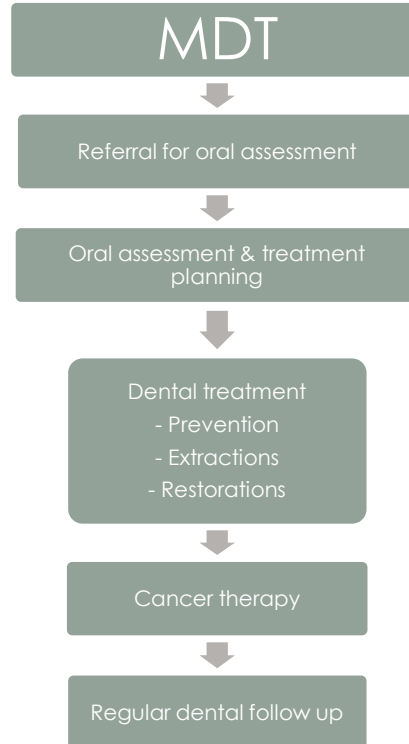 MDT
Referral for oral assessment
Oral assessment & treatment
planning
Dental treatment
- Prevention
- Extractions
- Restorations
Cancer therapy
Regular dental follow up